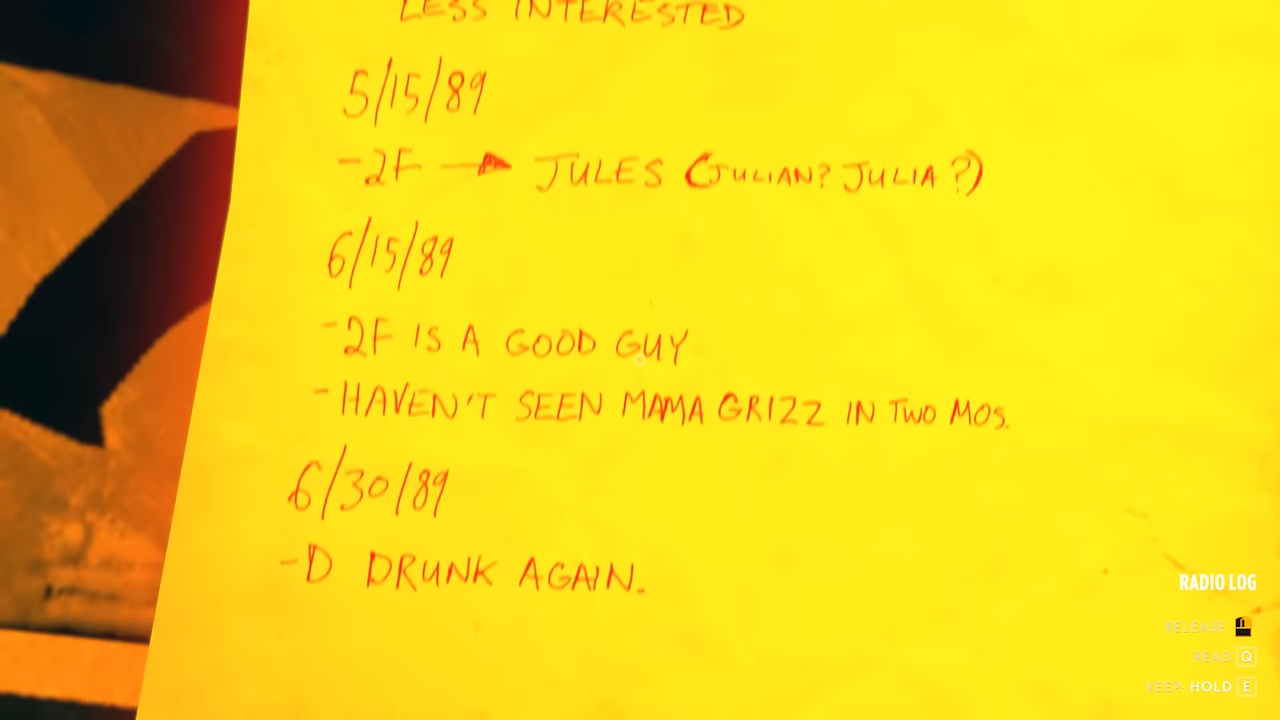 LESS INTERESTED
5/15/89
-2F → JULES (JULIAN? JULIA?)
6/15/89
-2F IS A GOOD GUY
-HAVEN'T SEEN MAMA GRIZZ IN TWO MOS.
6/30/89
-D DRUNK AGAIN.
RADIO LOG
RELEASE
READ Q
KEEP: HOLD E